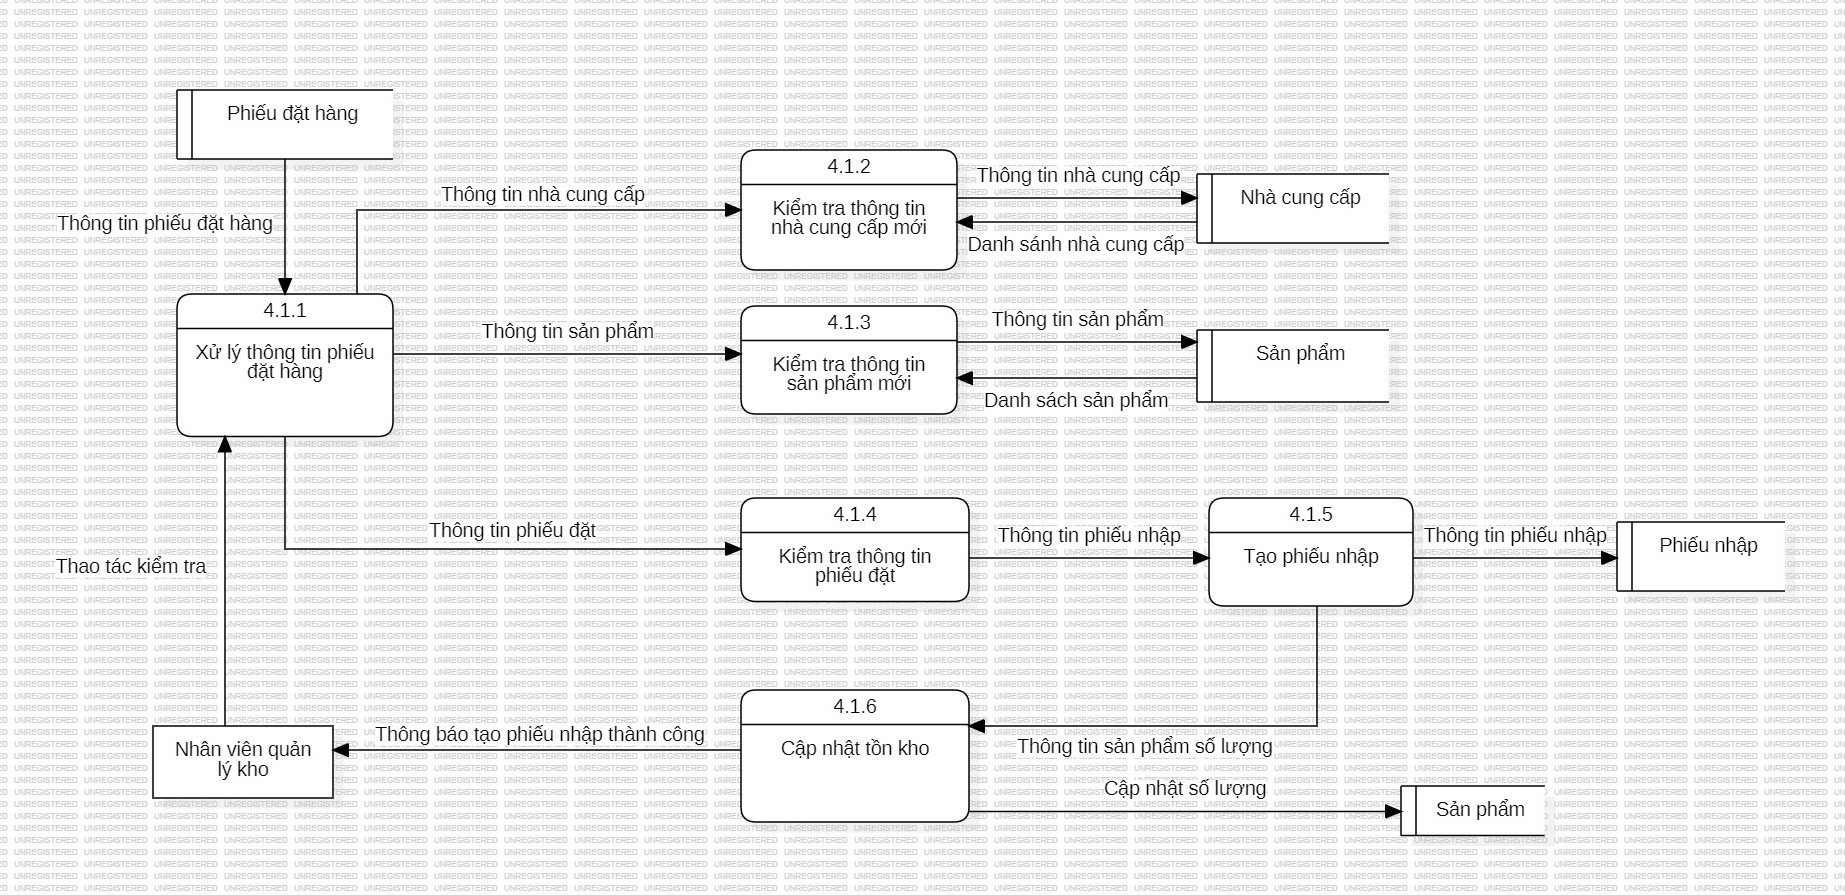 Phiếu đặt hàng
Thông tin phiếu đặt hàng
4.1.1
Xử lý thông tin phiếu
đặt hàng
Thông tin nhà cung cấp
4.1.2
Kiểm tra thông tin
nhà cung cấp mới
Thông tin nhà cung cấp
Danh sánh nhà cung cấp
Nhà cung cấp
Thông tin sản phẩm
4.1.3
Kiểm tra thông tin
sản phẩm mới
Thông tin sản phẩm
Danh sách sản phẩm
Sản phẩm
Thông tin phiếu đặt
4.1.4
Kiểm tra thông tin
phiếu đặt
Thông tin phiếu nhập
4.1.5
Tạo phiếu nhập
Thông tin phiếu nhập
Phiếu nhập
Thao tác kiểm tra
Nhân viên quản
lý kho
Thông báo tạo phiếu nhập thành công
4.1.6
Cập nhật tồn kho
Thông tin sản phẩm số lượng
Cập nhật số lượng
Sản phẩm
UNREGISTERED